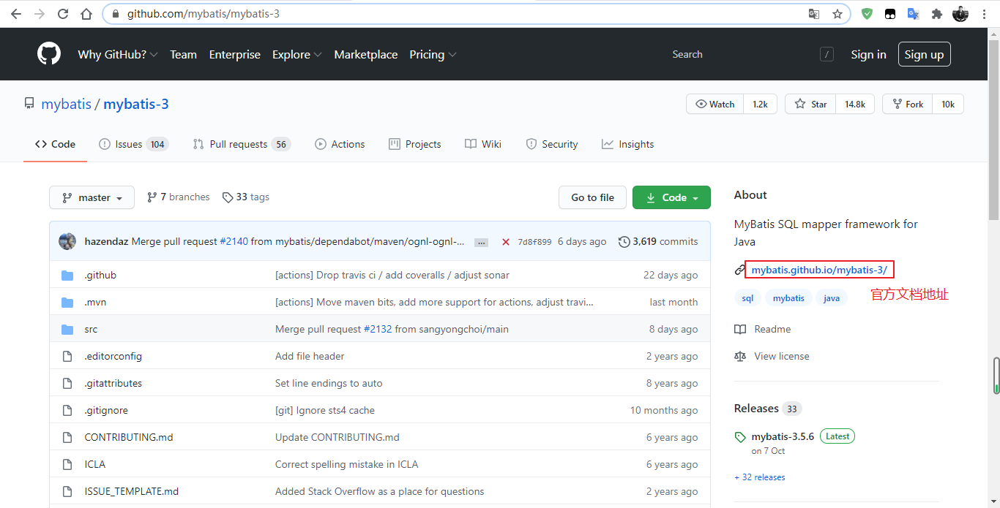 github.com/mybatis/mybatis-3
Why GitHub? Team Enterprise Explore Marketplace Pricing Search / Sign in Sign up
mybatis / mybatis-3 Watch 1.2k Star 14.8k Fork 10k
Code Issues 104 Pull requests 56 Actions Projects Wiki Security Insights
master 7 branches 33 tags Go to file Code
hazendaz Merge pull request #2140 from mybatis/dependabot/maven/ognl-ognl-... ... 7d8f899 6 days ago 3,619 commits
.github [actions] Drop travis ci / add coveralls / adjust sonar 22 days ago
.mvn [actions] Move maven bits, add more support for actions, adjust travi... last month
src Merge pull request #2132 from sangyongchoi/main 8 days ago
.editorconfig Add file header 2 years ago
.gitattributes Set line endings to auto 8 years ago
.gitignore [git] Ignore sts4 cache 10 months ago
CONTRIBUTING.md Update CONTRIBUTING.md 6 years ago
ICLA Correct spelling mistake in ICLA 6 years ago
ISSUE_TEMPLATE.md Added Stack Overflow as a place for questions 2 years ago
About
MyBatis SQL mapper framework for
Java
mybatis.github.io/mybatis-3/
官方文档地址
sql mybatis java
Readme
View license
Releases 33
mybatis-3.5.6 Latest
on 7 Oct
+ 32 releases